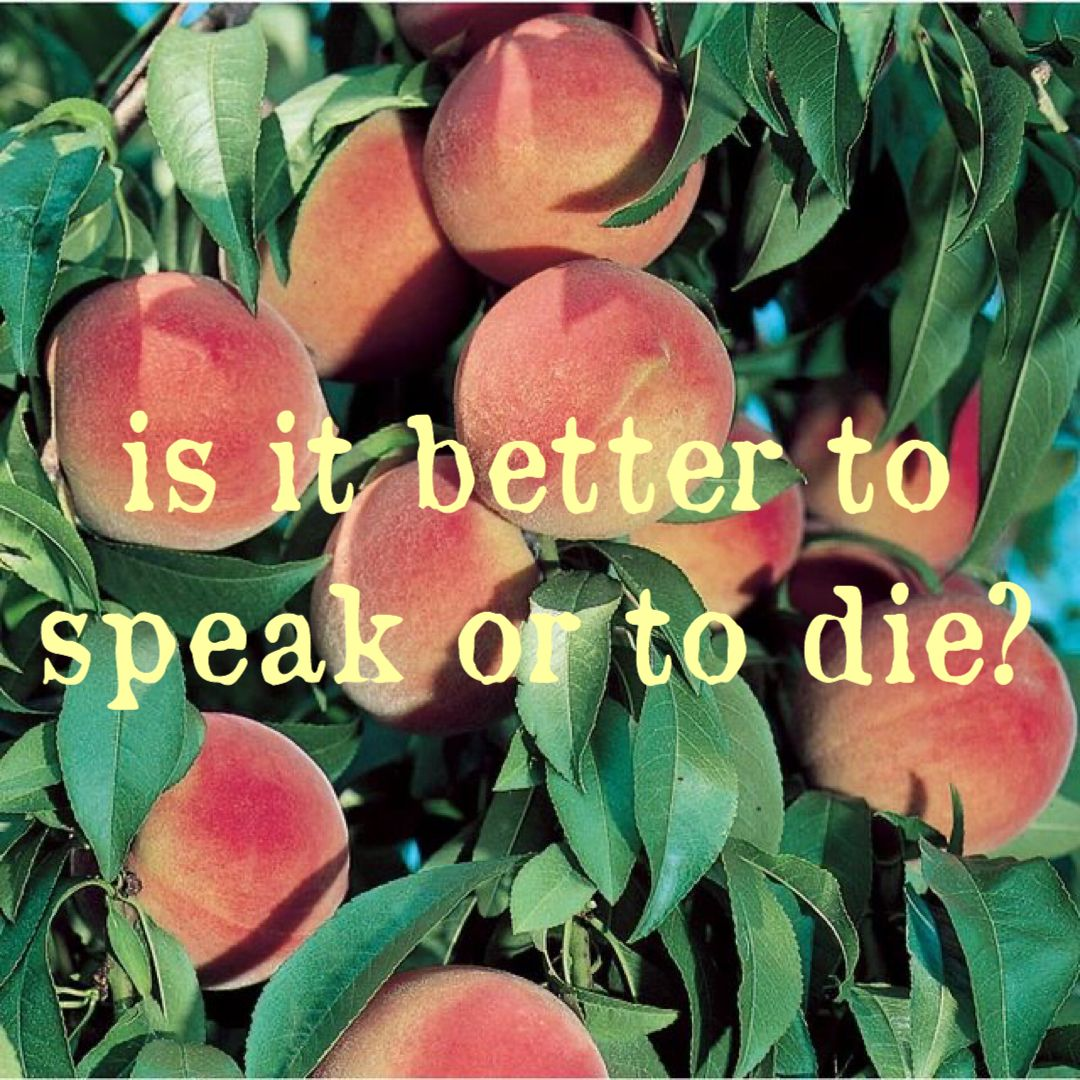 is it better to
speak or to die?